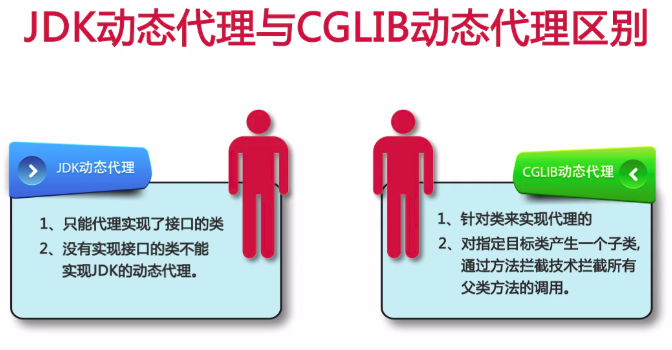 JDK动态代理与CGLIB动态代理区别
JDK动态代理
1、只能代理实现了接口的类
2、没有实现接口的类不能
实现JDK的动态代理。
CGLIB动态代理
1、针对类来实现代理的
2、对指定目标类产生一个子类,
通过方法拦截技术拦截所有
父类方法的调用。